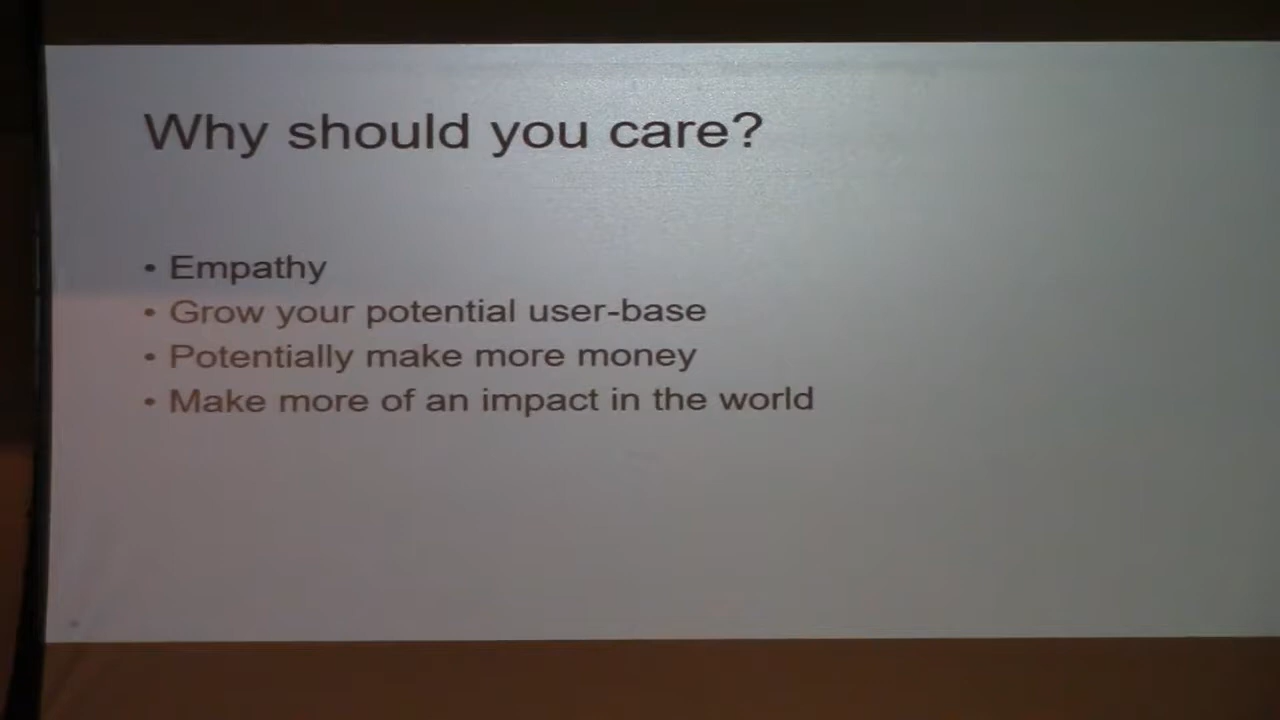 Why should you care?
• Empathy
• Grow your potential user-base
• Potentially make more money
• Make more of an impact in the world